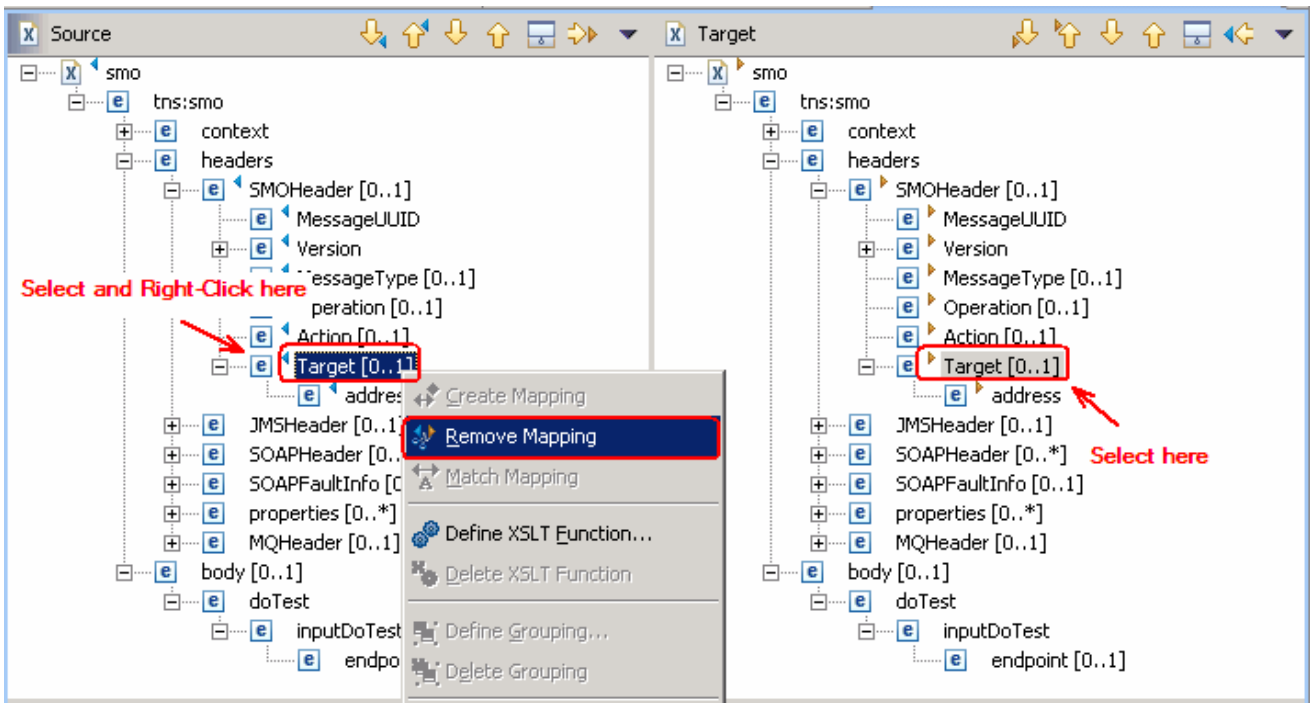 Source
smo
tns:smo
context
headers
SMOHeader [0..1]
MessageUUID
Version
essageType [0..1]
Select and Right-Click here
peration [0..1]
Action [0..1]
Target [0..1]
addres
JMSHeader [0..1]
SOAPHeader [0..
SOAPFaultInfo [0
properties [0..*]
MQHeader [0..1]
body [0..1]
doTest
inputDoTest
endpo
Create Mapping
Remove Mapping
Match Mapping
Define XSLT Function...
Delete XSLT Function
Define Grouping...
Delete Grouping
Target
smo
tns:smo
context
headers
SMOHeader [0..1]
MessageUUID
Version
MessageType [0..1]
Operation [0..1]
Action [0..1]
Target [0..1]
address
JMSHeader [0..1]
SOAPHeader [0..*]
Select here
SOAPFaultInfo [0..1]
properties [0..*]
MQHeader [0..1]
body [0..1]
doTest
inputDoTest
endpoint [0..1]